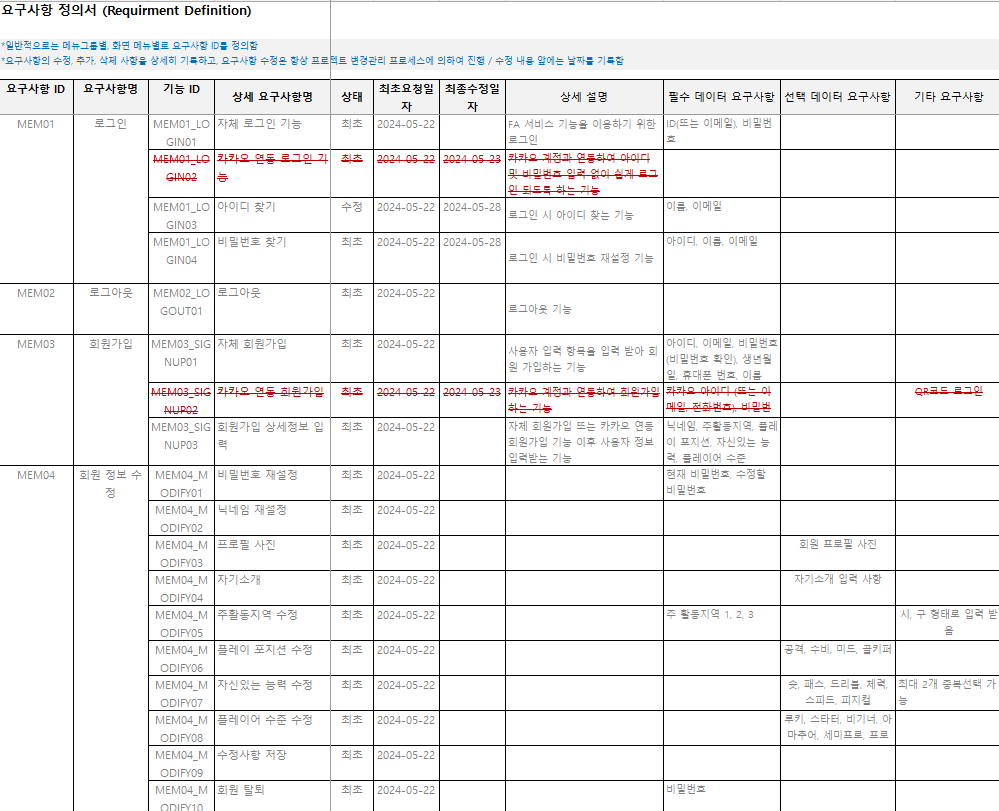 요구사항 정의서 (Requirment Definition)
*일반적으로는 메뉴그룹별, 화면 메뉴별로 요구사항 ID를 정의함
*요구사항의 수정, 추가, 삭제 사항을 상세히 기록하고, 요구사항 수정은 항상 프로젝트 변경관리 프로세스에 의하여 진행 / 수정 내용 앞에는 날짜를 기록함
요구사항 ID 요구사항명 기능 ID 상세 요구사항명 상태 최초요청일 최종수정일 상세 설명 필수 데이터 요구사항 선택 데이터 요구사항 기타 요구사항
자 자
MEM01 로그인 MEM01_LO 자체 로그인 기능 최초 2024-05-22 FA 서비스 기능을 이용하기 위한 ID(또는 이메일), 비밀번
GIN01 로그인 호
MEM01_LO 카카오 연동 로그인 기 최초 2024-05-22 2024-05-23 카카오 계정과 연동하여 아이디
GIN02 능 및 비밀번호 입력 없이 쉽게 로그
인 되도록 하는 기능
MEM01_LO 아이디 찾기 수정 2024-05-22 2024-05-28 로그인 시 아이디 찾는 기능 이름, 이메일
GIN03
MEM01_LO 비밀번호 찾기 최초 2024-05-22 2024-05-28 아이디, 이름, 이메일
GIN04 로그인 시 비밀번호 재설정 기능
MEM02 로그아웃 MEM02_LO 로그아웃 최초 2024-05-22
GOUT01 로그아웃 기능
MEM03 회원가입 MEM03_SIG 자체 회원가입 최초 2024-05-22 사용자 입력 항목을 입력 받아 회 아이디, 이메일, 비밀번호
NUP01 원 가입하는 기능 (비밀번호 확인), 생년월
일, 휴대폰 번호, 이름
MEM03_SIG 카카오 연동 회원가입 최초 2024-05-22 2024-05-23 카카오 계정과 연동하여 회원가입 카카오 아이디 (또는 이 QR코드 로그인
NUP02 하는 기능 메일, 전화번호), 비밀번
MEM03_SIG 회원가입 상세정보 입 최초 2024-05-22 자체 회원가입 또는 카카오 연동 닉네임, 주활동지역, 플레
NUP03 력 회원가입 기능 이후 사용자 정보 이 포지션, 자신있는 능
입력받는 기능 력, 플레이어 수준
MEM04 회원 정보 수 MEM04_M 비밀번호 재설정 최초 2024-05-22 현재 비밀번호, 수정할
정 ODIFY01 비밀번호
MEM04_M 닉네임 재설정 최초 2024-05-22
ODIFY02
MEM04_M 프로필 사진 최초 2024-05-22 회원 프로필 사진
ODIFY03
MEM04_M 자기소개 최초 2024-05-22 자기소개 입력 사항
ODIFY04
MEM04_M 주활동지역 수정 최초 2024-05-22 주 활동지역 1, 2, 3 시, 구 형태로 입력 받
ODIFY05 음
MEM04_M 플레이 포지션 수정 최초 2024-05-22 공격, 수비, 미드, 골키퍼
ODIFY06
MEM04_M 자신있는 능력 수정 최초 2024-05-22 슛, 패스, 드리블, 체력, 최대 2개 중복선택 가
ODIFY07 스피드, 피지컬 능
MEM04_M 플레이어 수준 수정 최초 2024-05-22 루키, 스타터, 비기너, 아
ODIFY08 마추어, 세미프로, 프로
MEM04_M 수정사항 저장 최초 2024-05-22
ODIFY09
MEM04_M 회원 탈퇴 최초 2024-05-22 비밀번호
ODIFY10